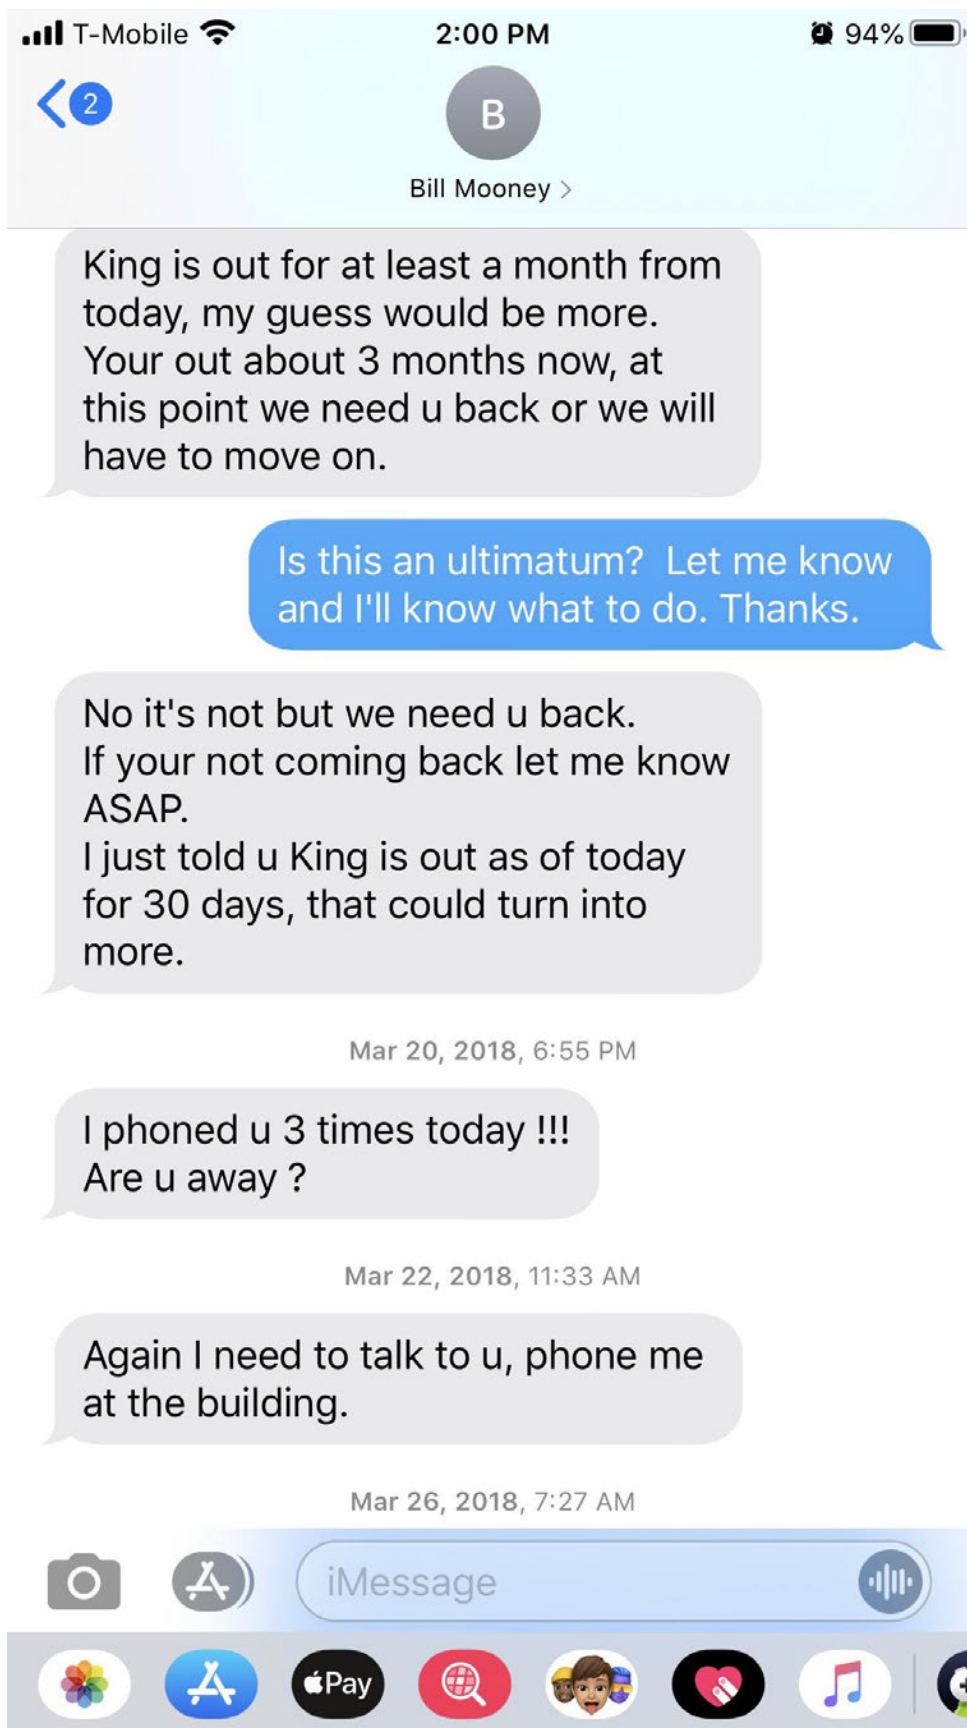 T-Mobile 2:00 PM 94%
2
B
Bill Mooney
King is out for at least a month from
today, my guess would be more.
Your out about 3 months now, at
this point we need u back or we will
have to move on.
Is this an ultimatum?  Let me know
and I'll know what to do. Thanks.
No it's not but we need u back.
If your not coming back let me know
ASAP.
I just told u King is out as of today
for 30 days, that could turn into
more.
Mar 20, 2018, 6:55 PM
I phoned u 3 times today !!!
Are u away ?
Mar 22, 2018, 11:33 AM
Again I need to talk to u, phone me
at the building.
Mar 26, 2018, 7:27 AM
iMessage
Pay